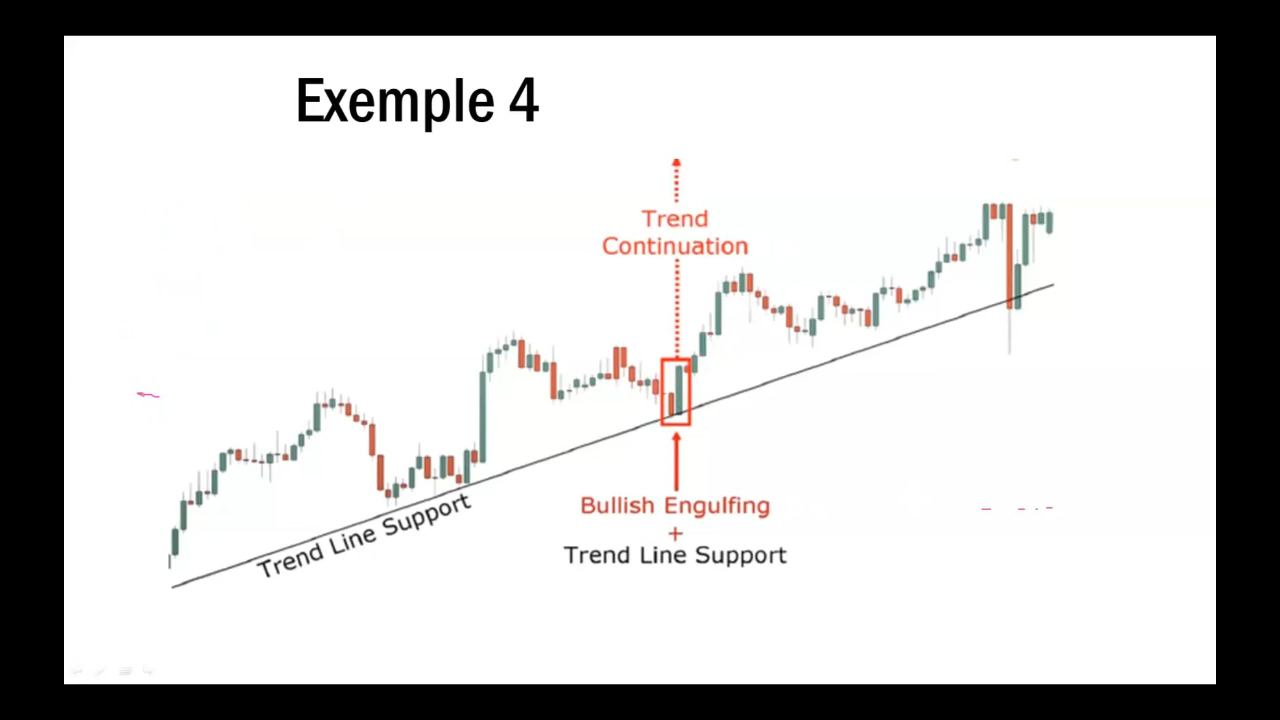 Exemple 4
Trend
Continuation
Trend Line Support
Bullish Engulfing
+
Trend Line Support